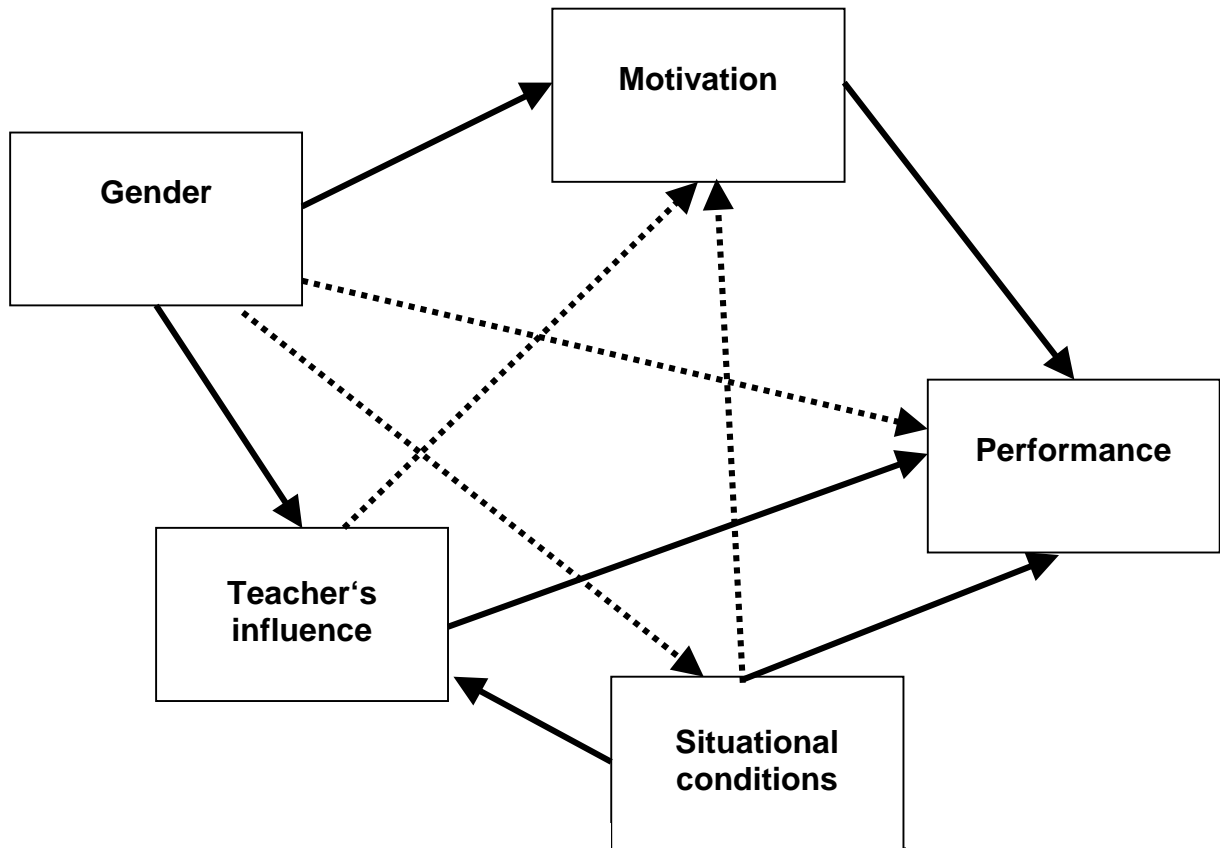 Motivation
Gender
Performance
Teacher‘s
influence
Situational
conditions